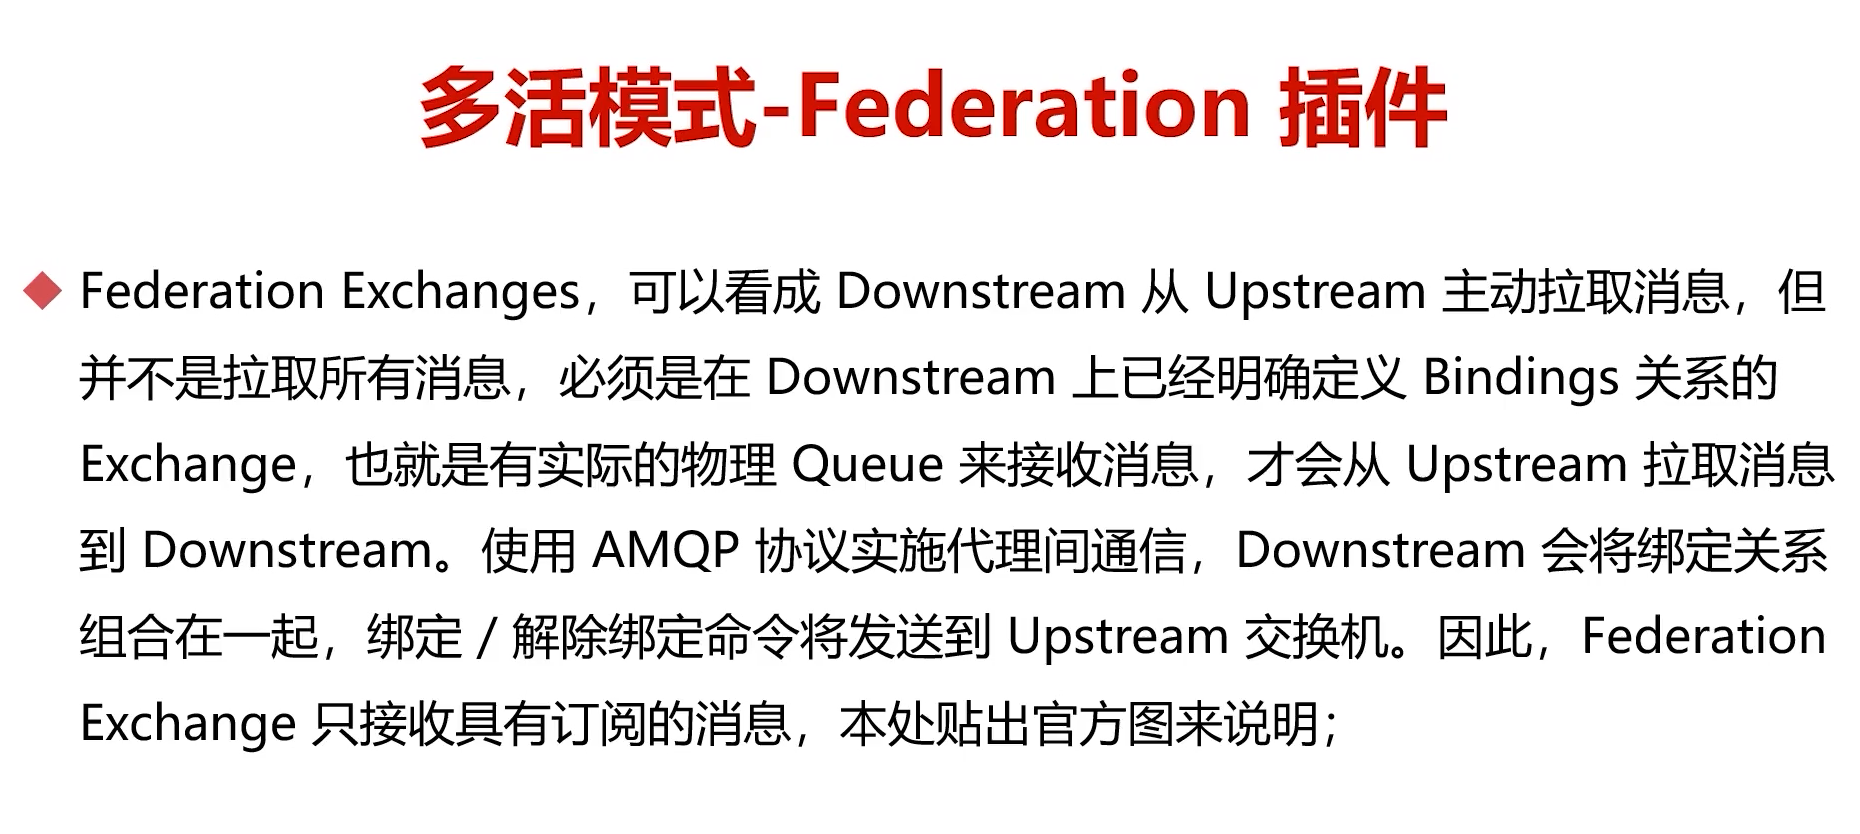 多活模式-Federation 插件
Federation Exchanges，可以看成 Downstream 从 Upstream 主动拉取消息，但
并不是拉取所有消息，必须是在 Downstream 上已经明确定义 Bindings 关系的
Exchange，也就是有实际的物理 Queue 来接收消息，才会从 Upstream 拉取消息
到 Downstream。使用 AMQP 协议实施代理间通信，Downstream 会将绑定关系
组合在一起，绑定 / 解除绑定命令将发送到 Upstream 交换机。因此，Federation
Exchange 只接收具有订阅的消息，本处贴出官方图来说明；